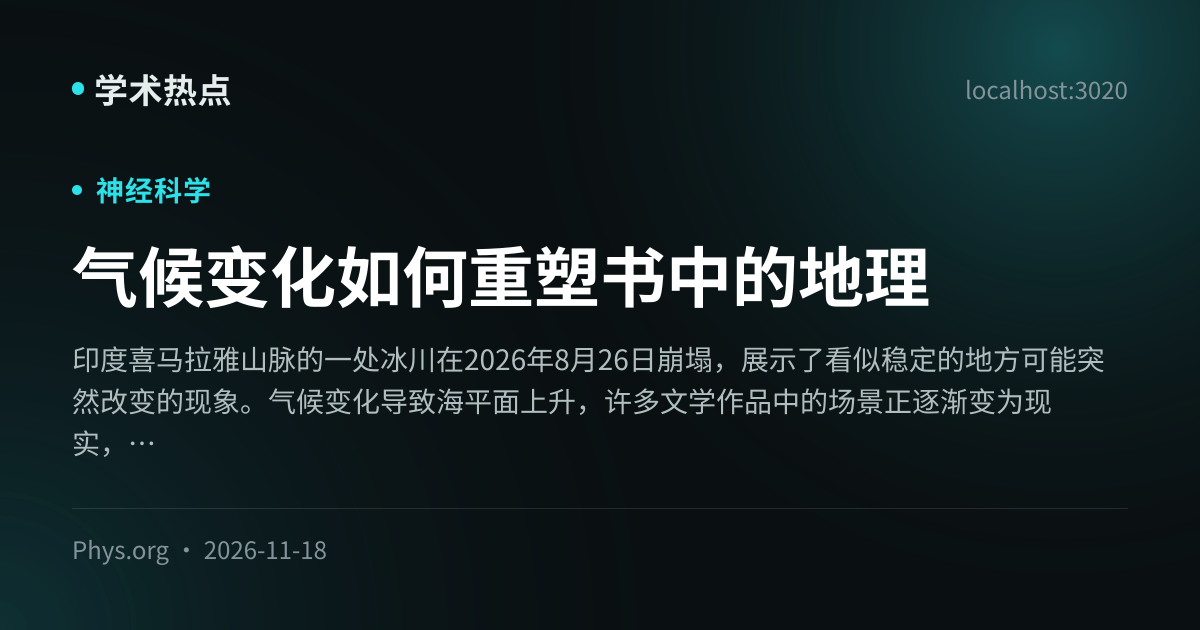 学术热点
localhost:3020
神经科学
气候变化如何重塑书中的地理
印度喜马拉雅山脉的一处冰川在2026年8月26日崩塌，展示了看似稳定的地方可能突
然改变的现象。气候变化导致海平面上升，许多文学作品中的场景正逐渐变为现
实，…
Phys.org • 2026-11-18